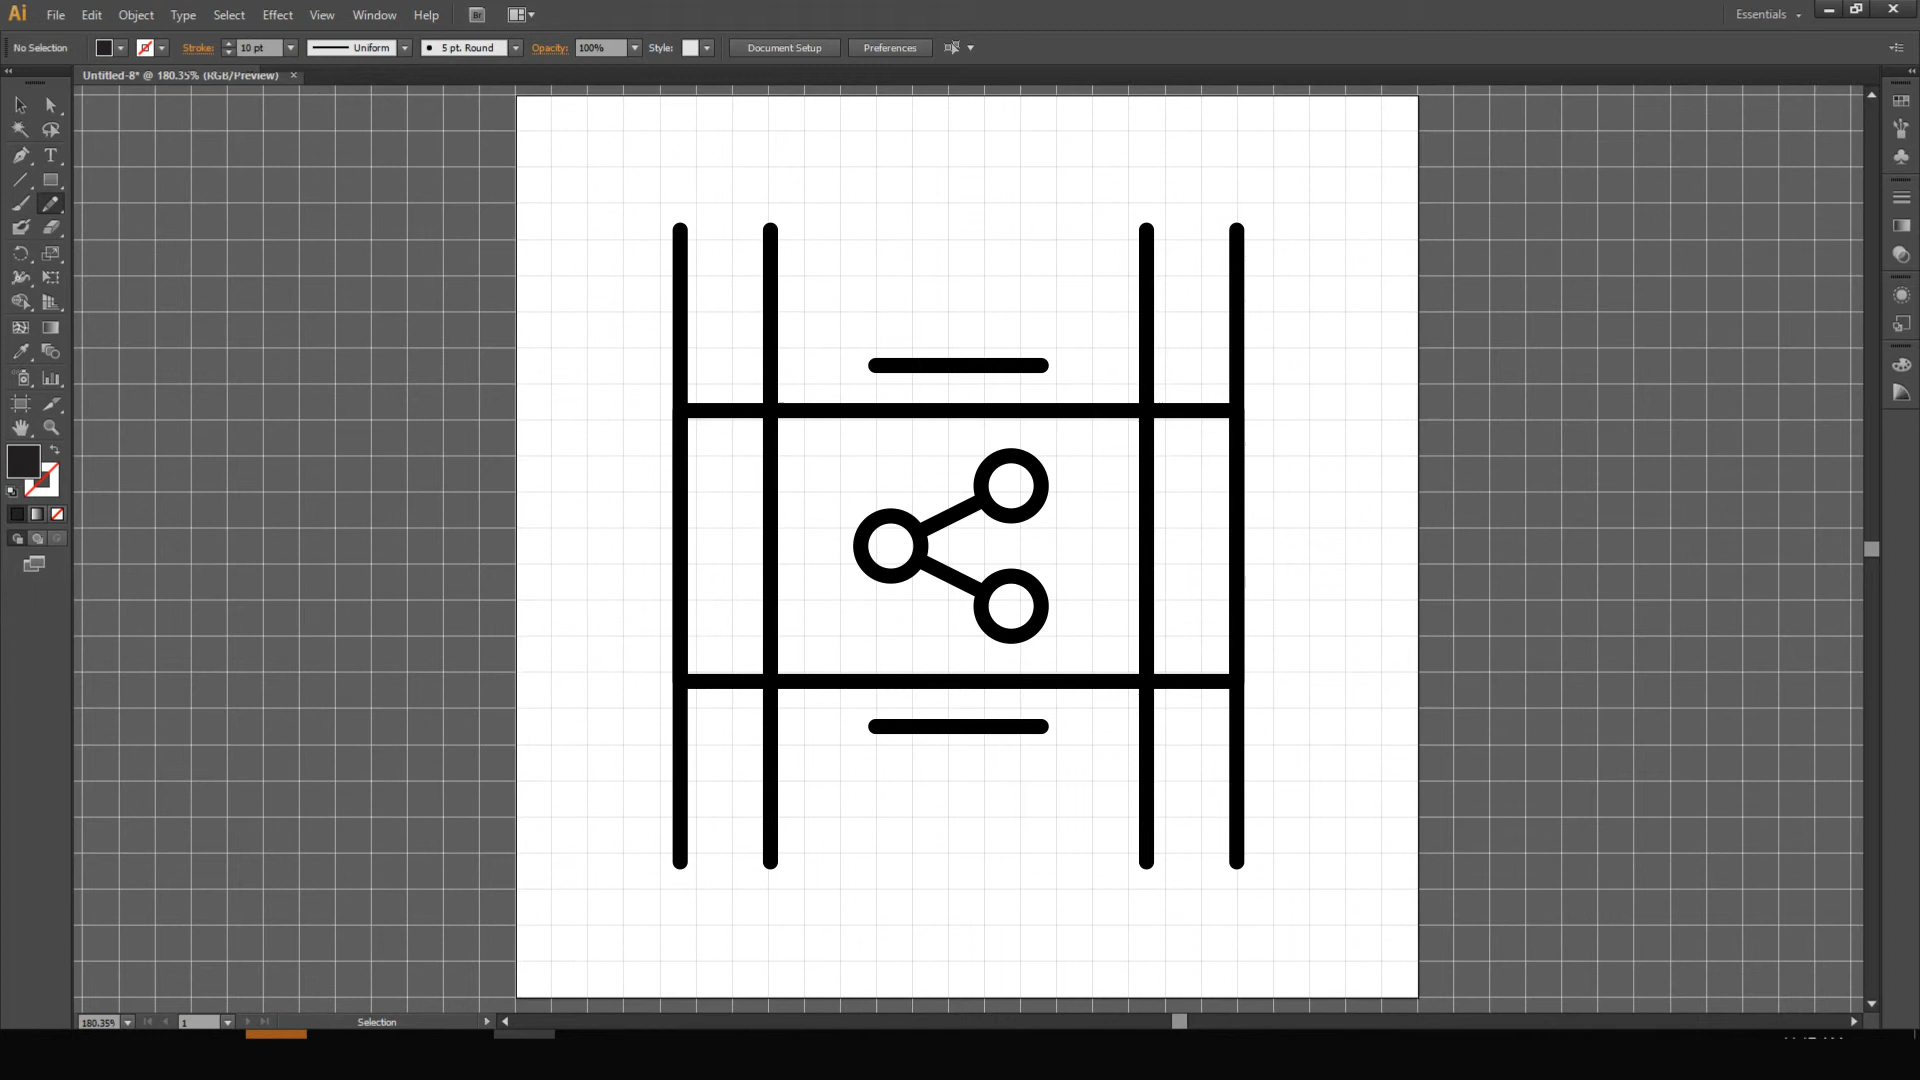 Ai File Edit Object Type Select Effect View Window Help Br Essentials
No Selection Stroke: 10 pt Uniform 5 pt. Round Opacity: 100% Style: Document Setup Preferences
Untitled-8* @ 180.35% (RGB/Preview)
T
180.35% 1 Selection